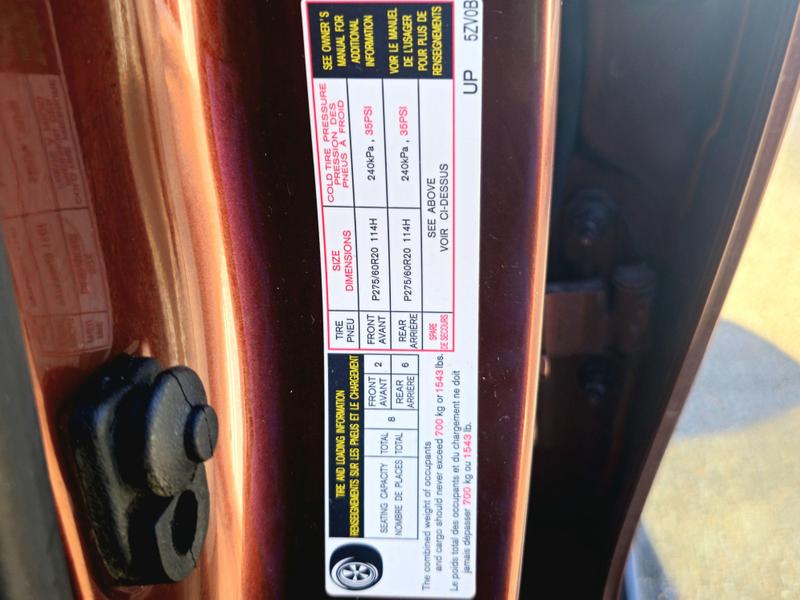 TIRE AND LOADING INFORMATION
RENSEIGNEMENTS SUR LES PNEUS ET LE CHARGEMENT
SEATING CAPACITY TOTAL 8 FRONT AVANT 2
NOMBRE DE PLACES TOTAL REAR ARRIÈRE 6
The combined weight of occupants
and cargo should never exceed 700 kg or 1543 lbs.
Le poids total des occupants et du chargement ne doit
jamais dépasser 700 kg ou 1543 lb.
TIRE
PNEU
SIZE
DIMENSIONS
COLD TIRE PRESSURE
PRESSION DES
PNEUS À FROID
FRONT
AVANT
P275/60R20 114H
240kPa , 35PSI
REAR
ARRIÈRE
P275/60R20 114H
240kPa , 35PSI
SPARE
DE SECOURS
SEE ABOVE
VOIR CI-DESSUS
SEE OWNER'S
MANUAL FOR
ADDITIONAL
INFORMATION
VOIR LE MANUEL
DE L'USAGER
POUR PLUS DE
RENSEIGNEMENTS
UP 5ZV0B